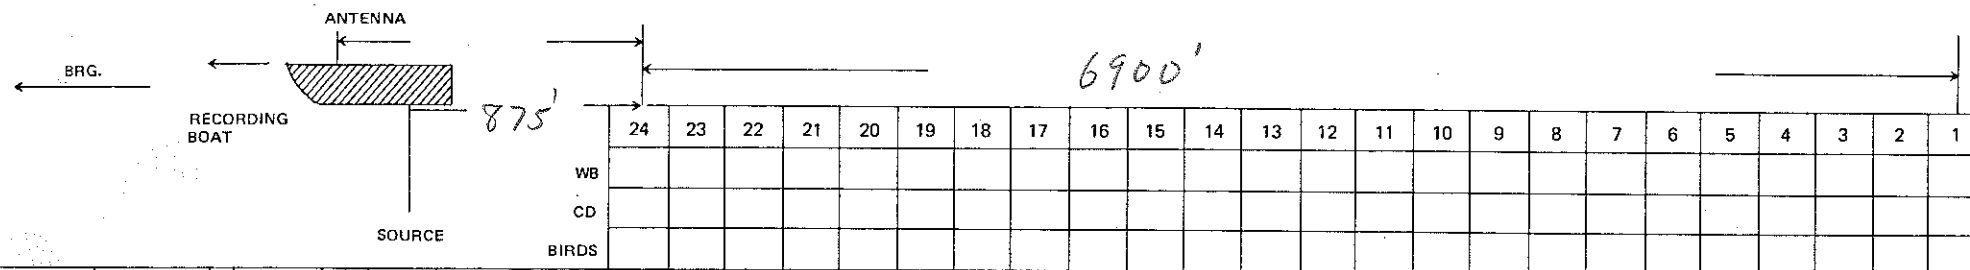 ANTENNA
BRG.
6900'
RECORDING
BOAT
875'
24 23 22 21 20 19 18 17 16 15 14 13 12 11 10 9 8 7 6 5 4 3 2 1
WB
CD
SOURCE
BIRDS